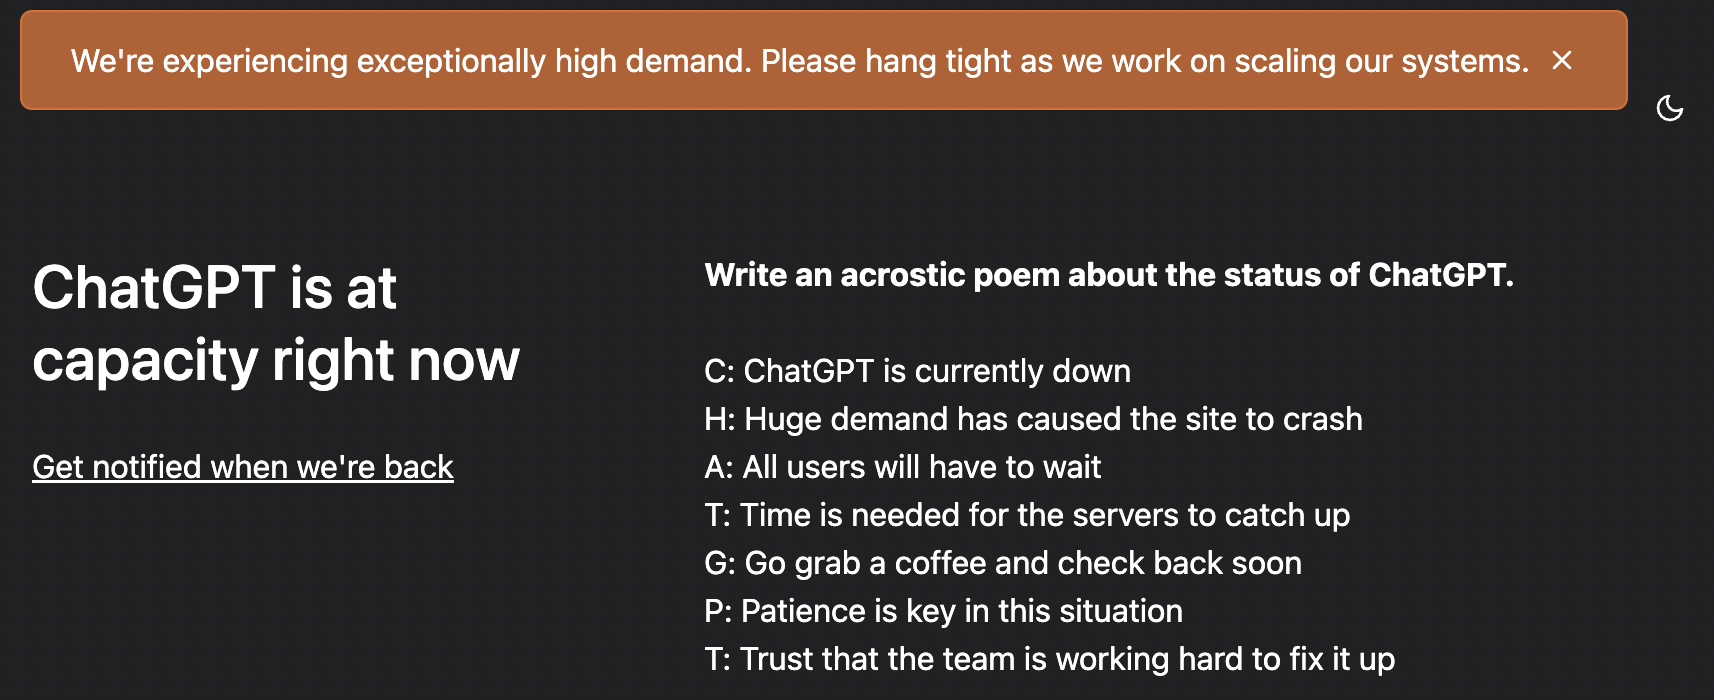 We're experiencing exceptionally high demand. Please hang tight as we work on scaling our systems.
ChatGPT is at
capacity right now
Get notified when we're back
Write an acrostic poem about the status of ChatGPT.
C: ChatGPT is currently down
H: Huge demand has caused the site to crash
A: All users will have to wait
T: Time is needed for the servers to catch up
G: Go grab a coffee and check back soon
P: Patience is key in this situation
T: Trust that the team is working hard to fix it up